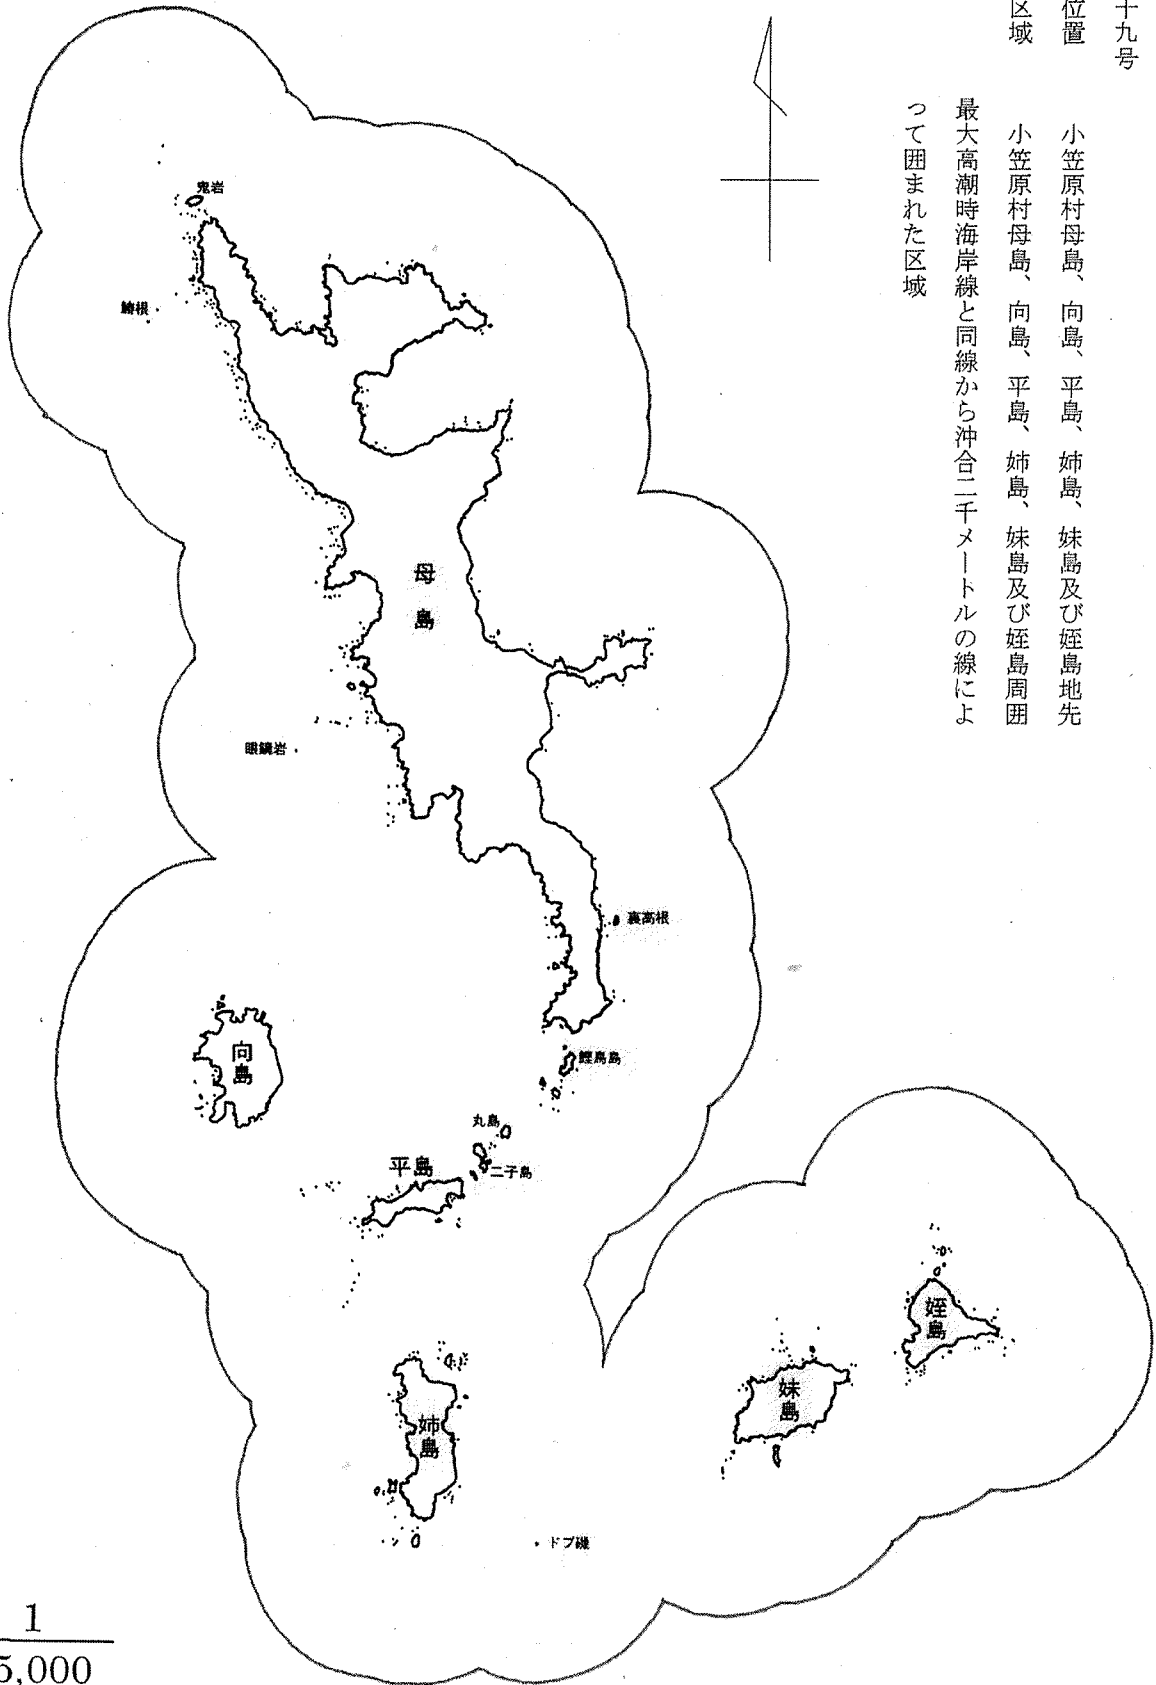 十九号
位置　小笠原村母島、向島、平島、姉島、妹島及び姪島地先
区域　小笠原村母島、向島、平島、姉島、妹島及び姪島周囲
最大高潮時海岸線と同線から沖合二千メートルの線によ
って囲まれた区域
鬼岩
母島
眼鏡岩
裏高根
向島
鰹鳥島
丸島
二子島
平島
姪島
妹島
姉島
ドブ磯
1
5,000